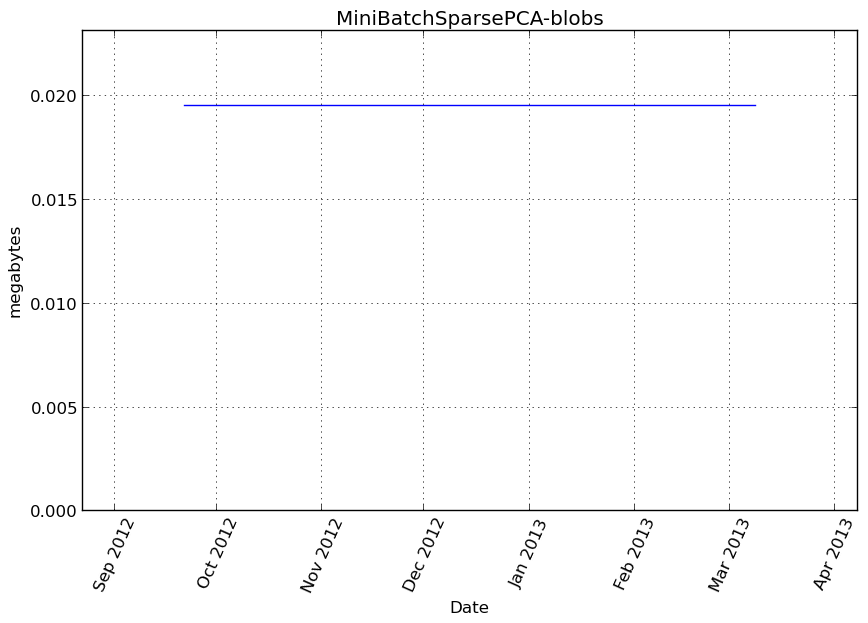 MiniBatchSparsePCA-blobs
0.020
0.015
0.010
0.005
0.000
megabytes
Sep 2012
Oct 2012
Nov 2012
Dec 2012
Jan 2013
Feb 2013
Mar 2013
Apr 2013
Date